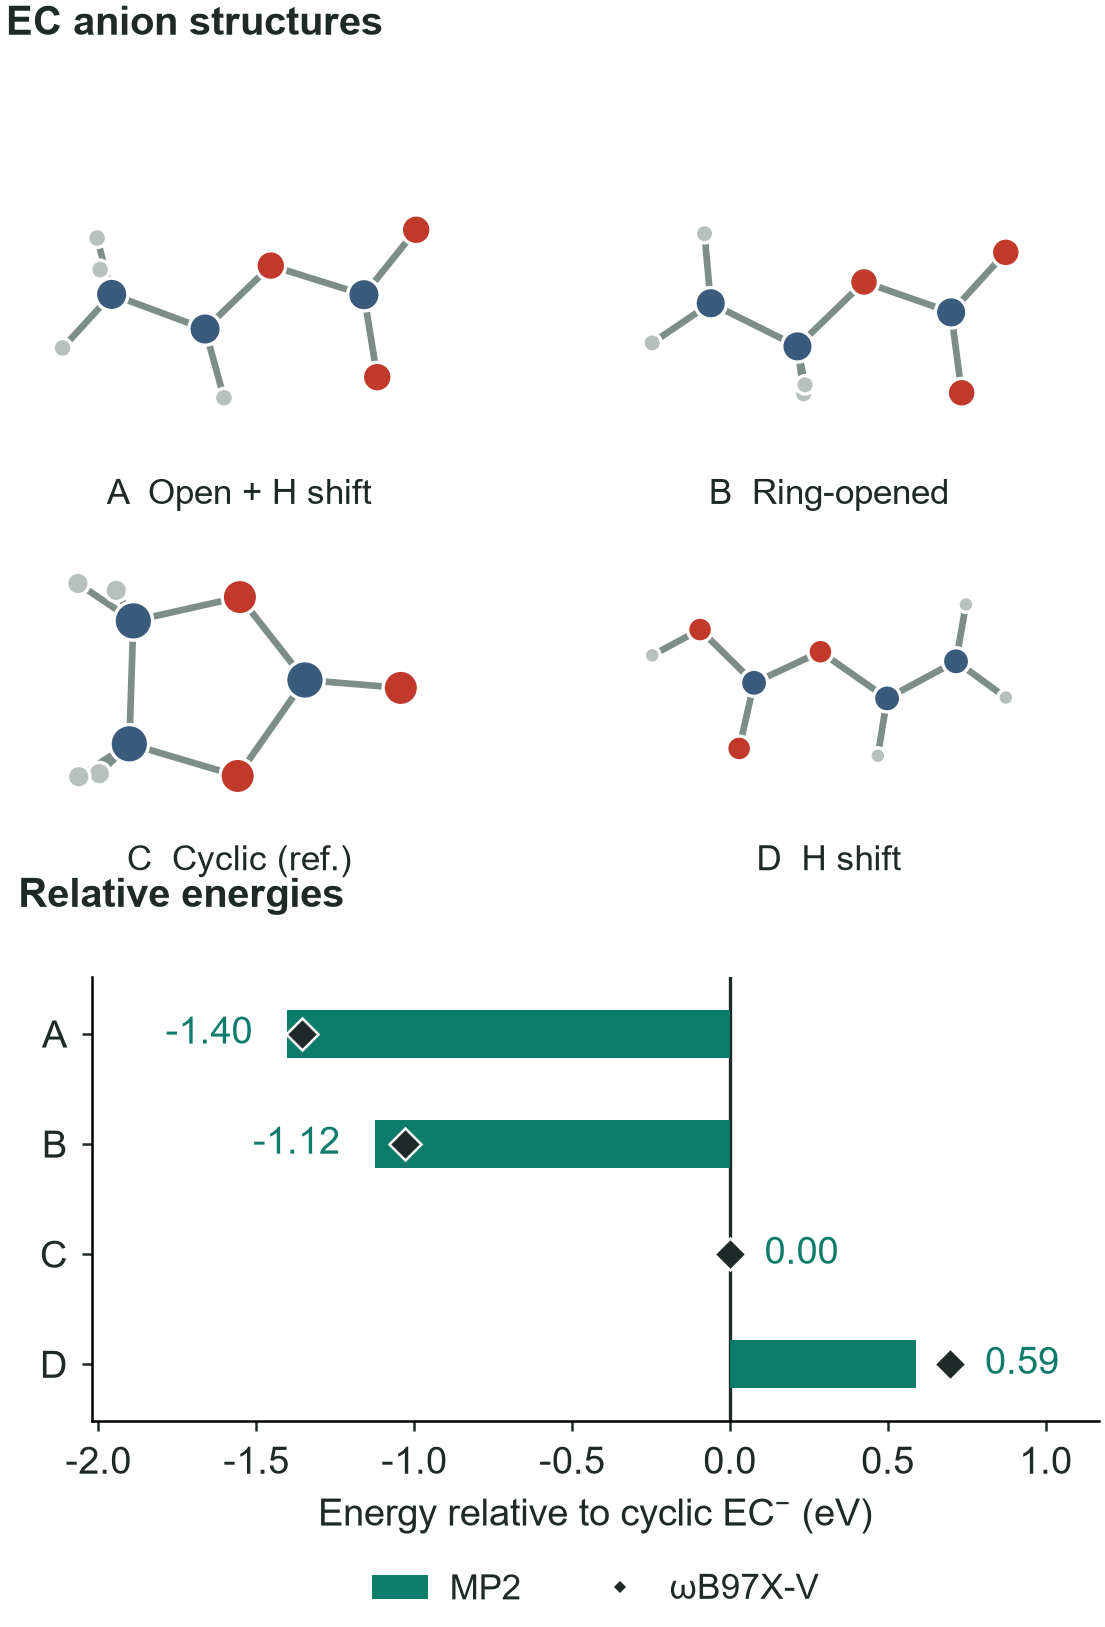 EC anion structures
A Open + H shift
B Ring-opened
C Cyclic (ref.)
D H shift
Relative energies
A
-1.40
B
-1.12
C
0.00
D
0.59
-2.0 -1.5 -1.0 -0.5 0.0 0.5 1.0
Energy relative to cyclic EC⁻ (eV)
MP2
ωB97X-V